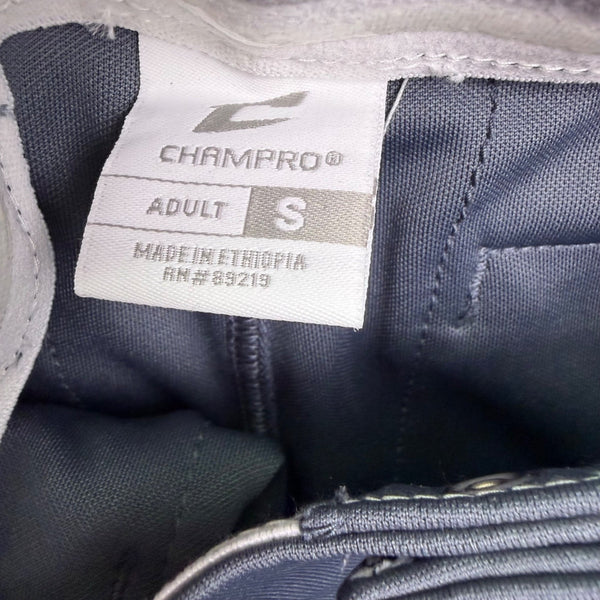 CHAMPRO®
ADULT S
MADE IN ETHIOPIA
RN# 89219